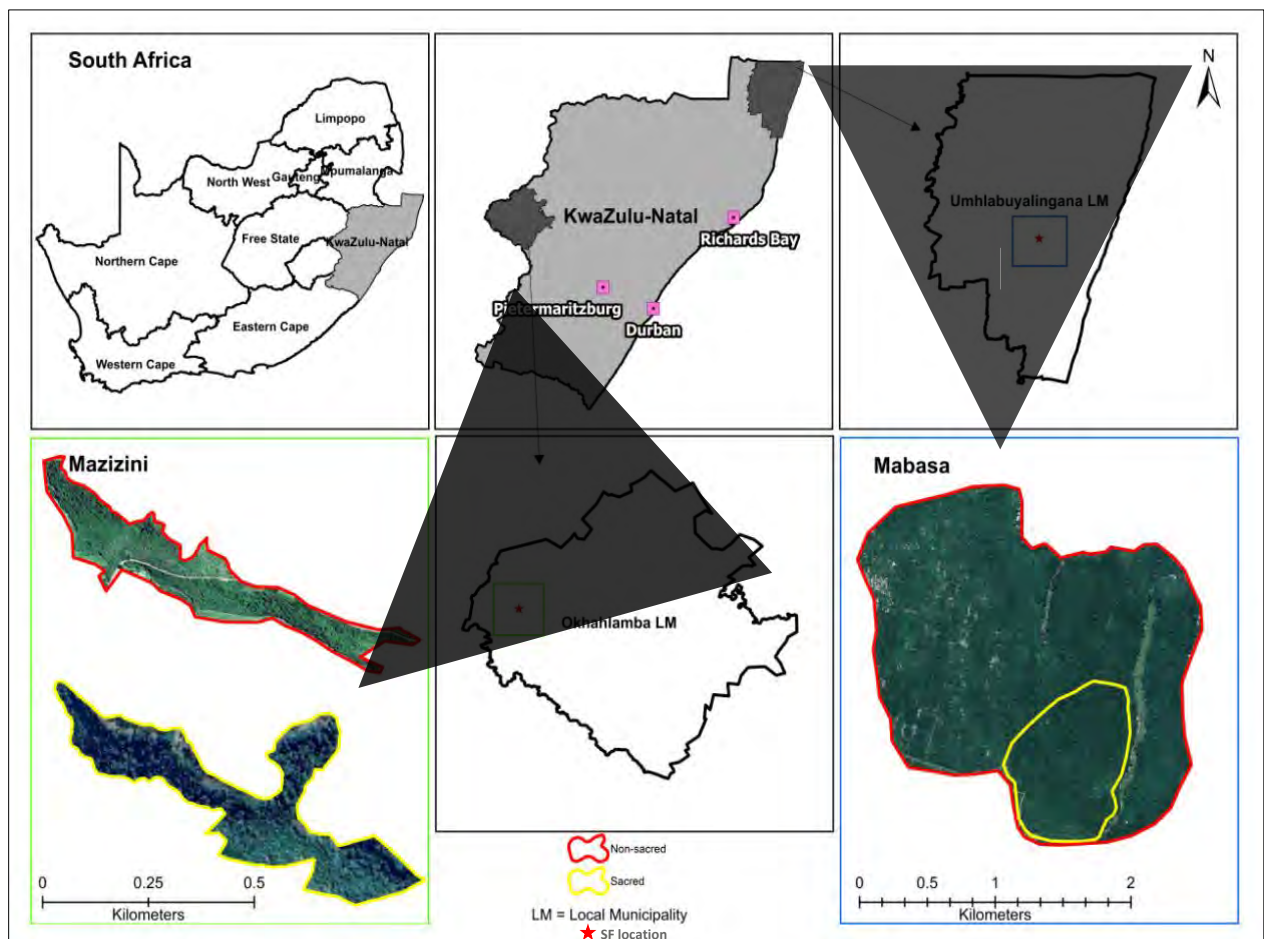 South Africa
Limpopo
Mpumalanga
North West
Gauteng
Free State
KwaZulu-Natal
Northern Cape
Eastern Cape
Western Cape
KwaZulu-Natal
Richards Bay
Pietermaritzburg
Durban
N
Umhlabuyalingana LM
Mazizini
0 0.25 0.5
Kilometers
Okhahlamba LM
Mabasa
0 0.5 1 2
Kilometers
Non-sacred
Sacred
LM = Local Municipality
SF location